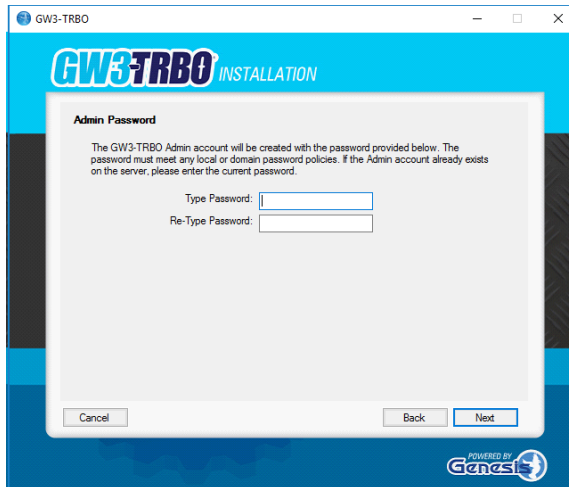 GW3-TRBO
GW3-TRBO INSTALLATION
Admin Password
The GW3-TRBO Admin account will be created with the password provided below. The
password must meet any local or domain password policies. If the Admin account already exists
on the server, please enter the current password.
Type Password:
Re-Type Password:
Cancel
Back
Next
POWERED BY
Genesis